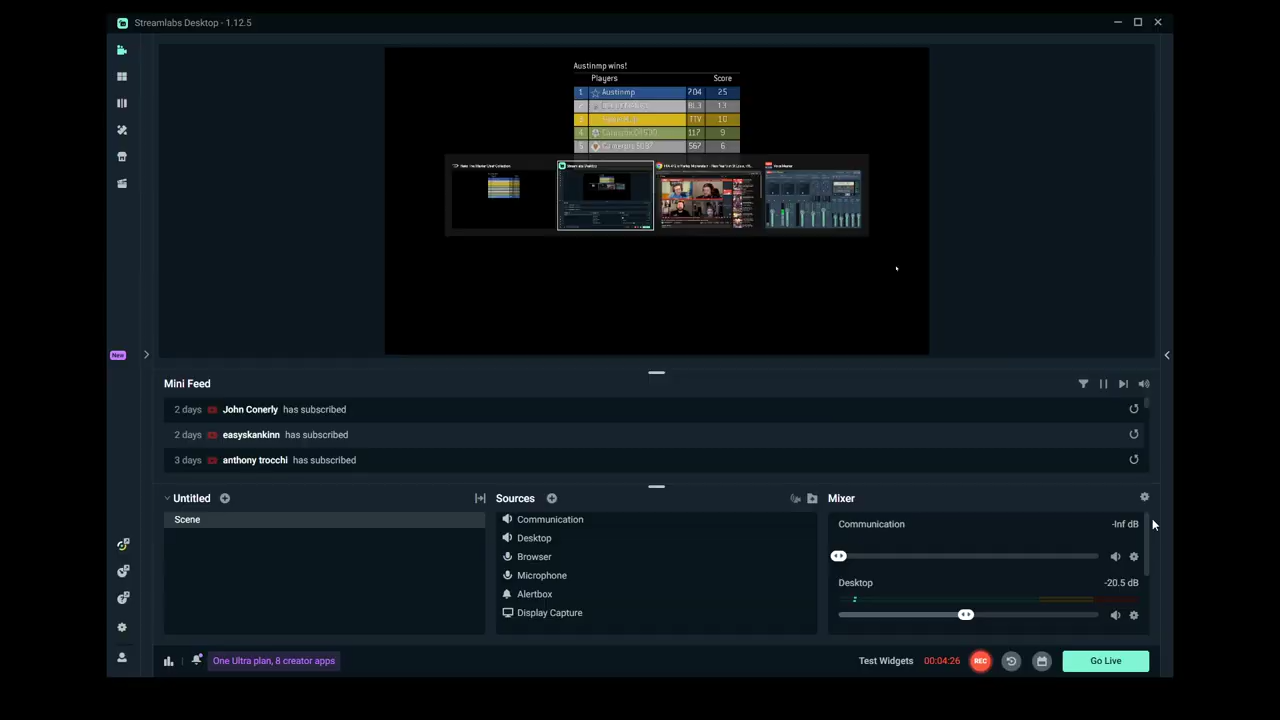 Streamlabs Desktop - 1.12.5
Austinmp wins!
Players Score
1 Austinmp 204 25
2 BL3 13
3 TTV 10
4 117 9
5 567 6
Streamlabs Desktop
New
Mini Feed
2 days John Conerly has subscribed
2 days easyskankinn has subscribed
3 days anthony trocchi has subscribed
Untitled
Scene
Sources
Communication
Desktop
Browser
Microphone
Alertbox
Display Capture
Mixer
Communication -Inf dB
Desktop -20.5 dB
One Ultra plan, 8 creator apps
Test Widgets 00:04:26 REC Go Live